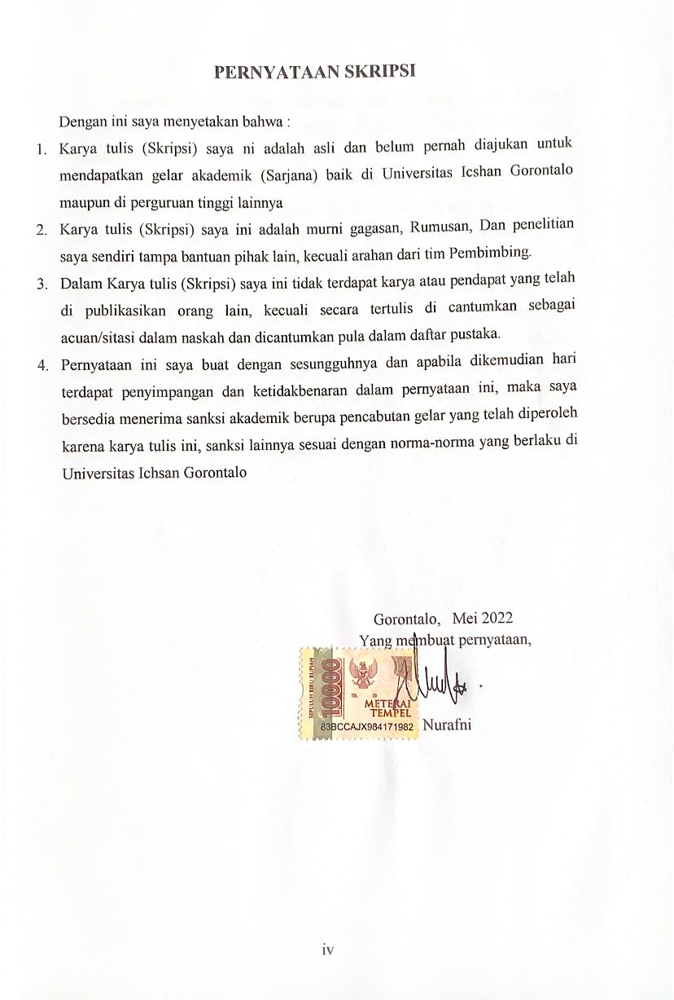 PERNYATAAN SKRIPSI
Dengan ini saya menyetakan bahwa :
1. Karya tulis (Skripsi) saya ni adalah asli dan belum pernah diajukan untuk
mendapatkan gelar akademik (Sarjana) baik di Universitas Icshan Gorontalo
maupun di perguruan tinggi lainnya
2. Karya tulis (Skripsi) saya ini adalah murni gagasan, Rumusan, Dan penelitian
saya sendiri tampa bantuan pihak lain, kecuali arahan dari tim Pembimbing.
3. Dalam Karya tulis (Skripsi) saya ini tidak terdapat karya atau pendapat yang telah
di publikasikan orang lain, kecuali secara tertulis di cantumkan sebagai
acuan/sitasi dalam naskah dan dicantumkan pula dalam daftar pustaka.
4. Pernyataan ini saya buat dengan sesungguhnya dan apabila dikemudian hari
terdapat penyimpangan dan ketidakbenaran dalam pernyataan ini, maka saya
bersedia menerima sanksi akademik berupa pencabutan gelar yang telah diperoleh
karena karya tulis ini, sanksi lainnya sesuai dengan norma-norma yang berlaku di
Universitas Ichsan Gorontalo
Gorontalo, Mei 2022
Yang membuat pernyataan,
SEPULUH RIBU RUPIAH
10000
TGL. 20
METERAI
TEMPEL
83BCCAJX984171982
Nurafni
iv